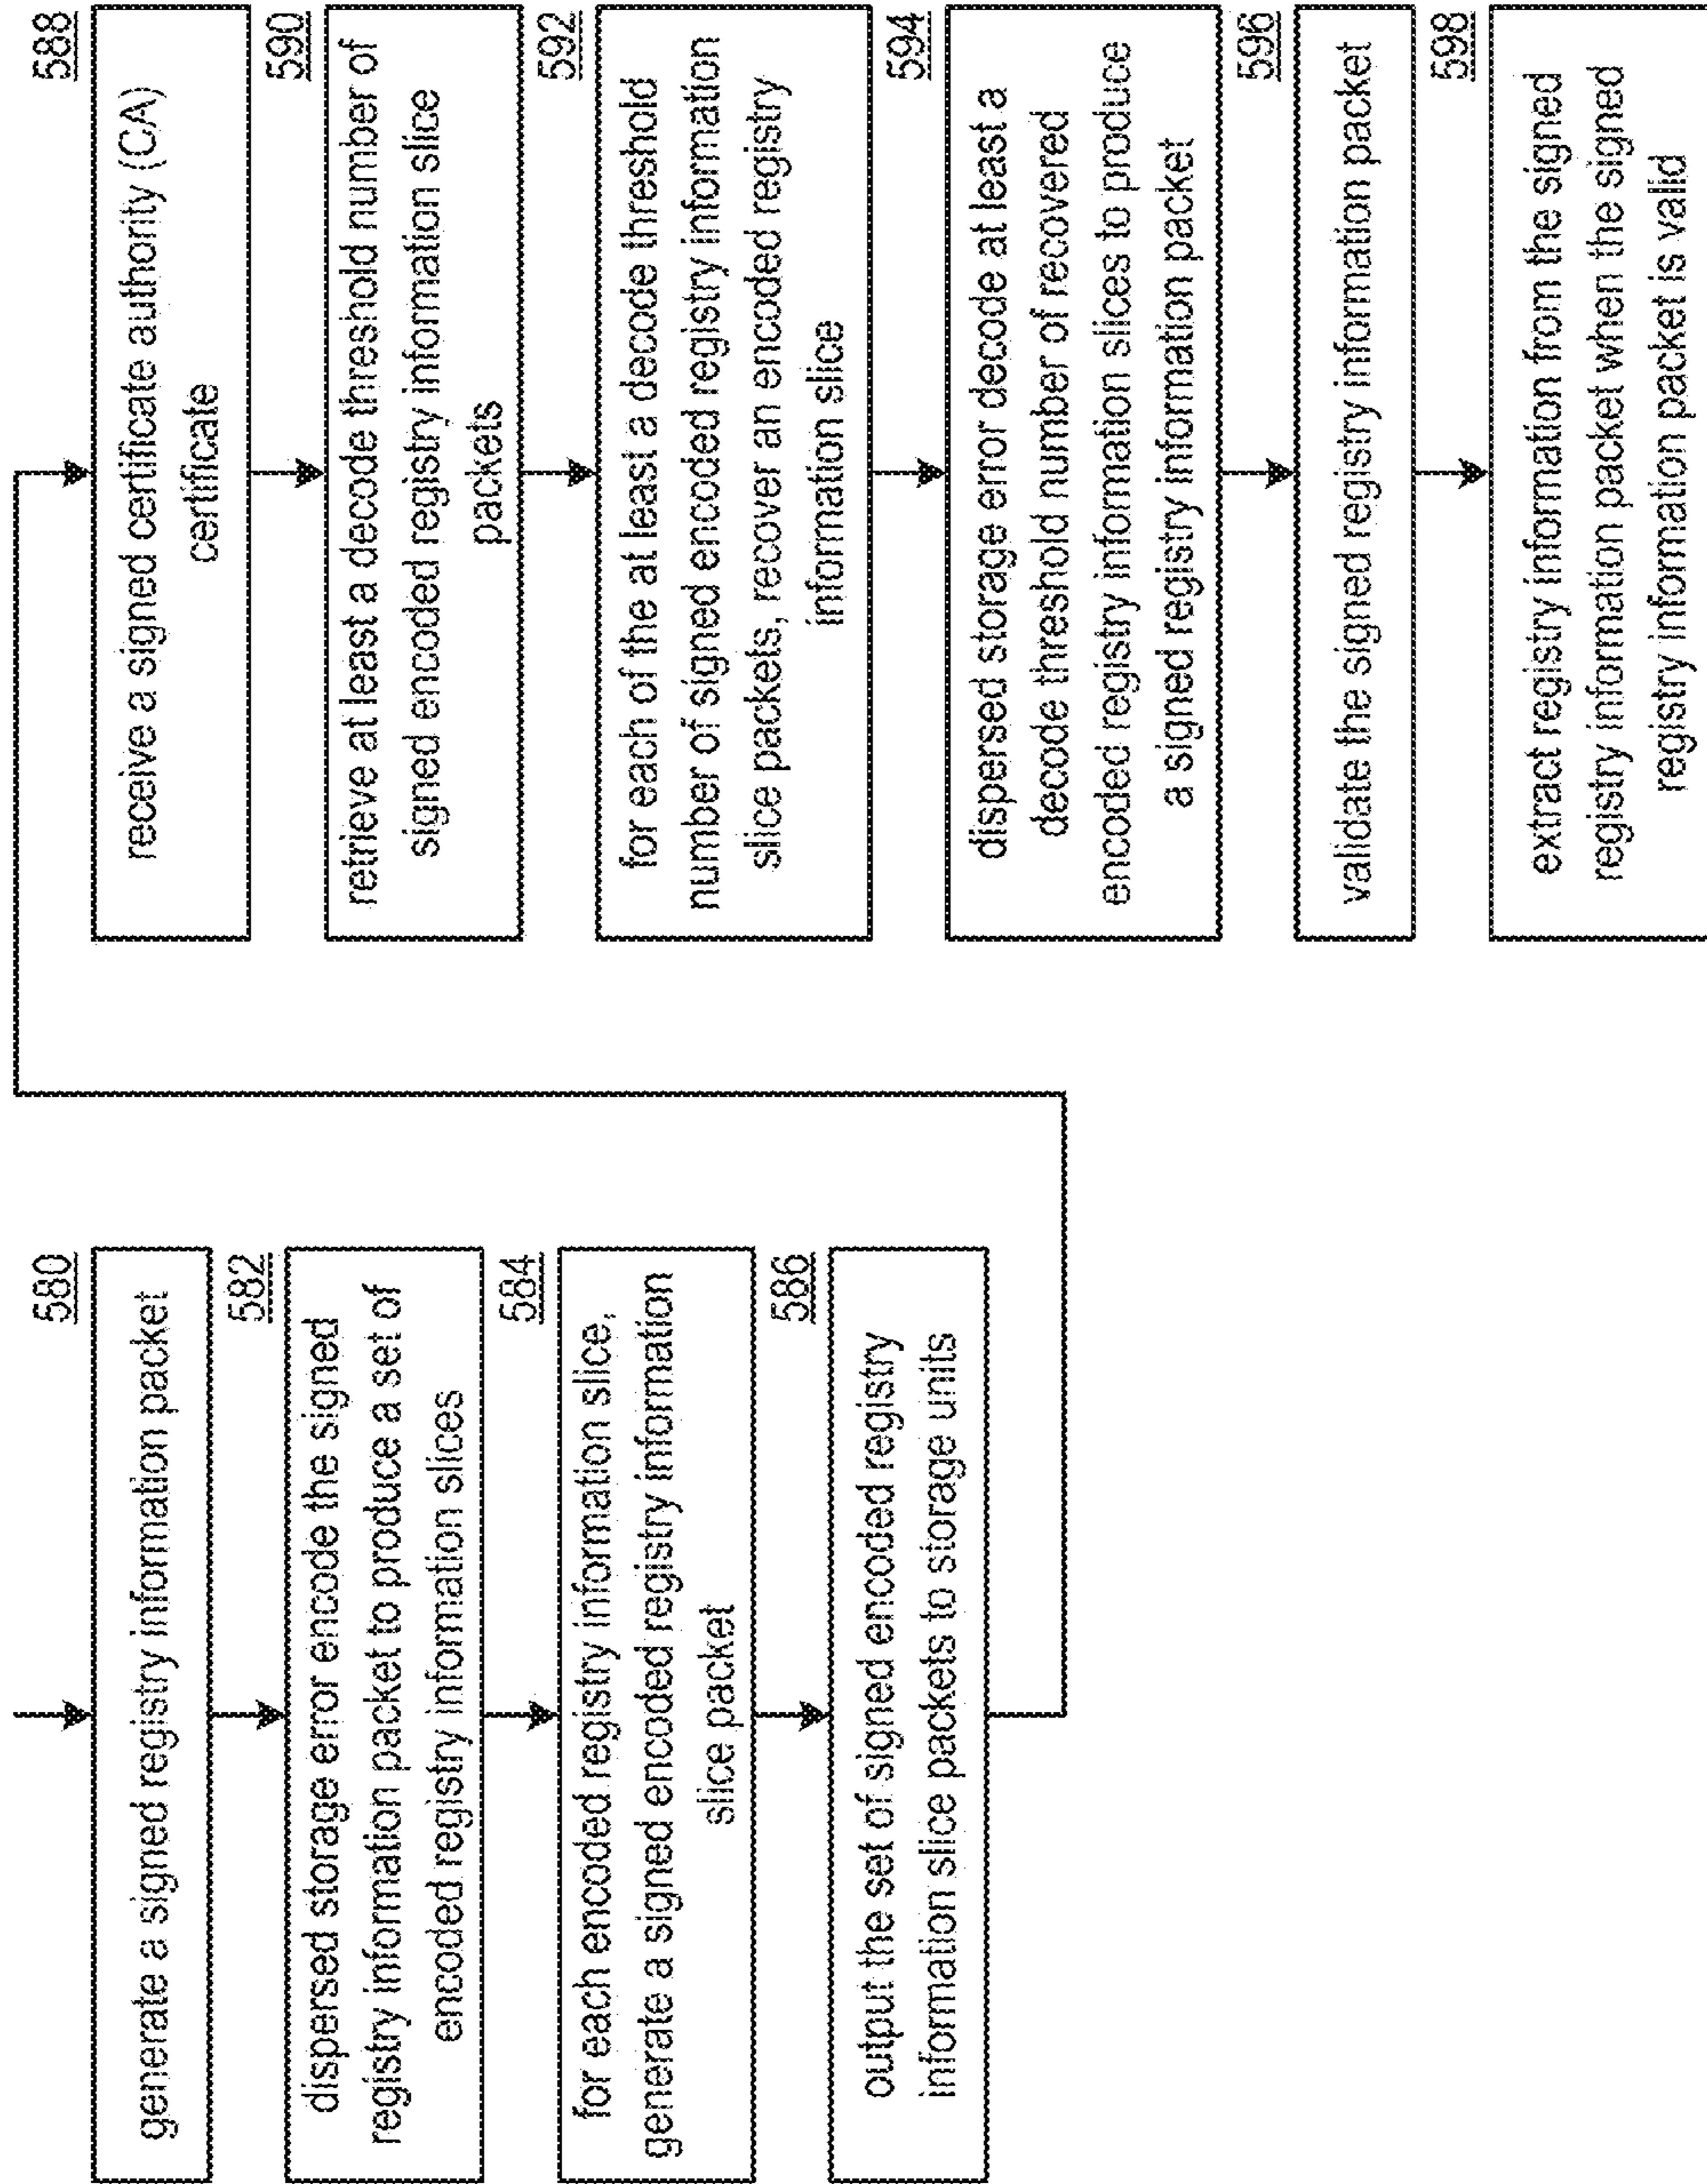 580
generate a signed registry information packet
582
dispersed storage error encode the signed
registry information packet to produce a set of
encoded registry information slices
584
for each encoded registry information slice,
generate a signed encoded registry information
slice packet
586
output the set of signed encoded registry
information slice packets to storage units
588
receive a signed certificate authority (CA)
certificate
590
retrieve at least a decode threshold number of
signed encoded registry information slice
packets
592
for each of the at least a decode threshold
number of signed encoded registry information
slice packets, recover an encoded registry
information slice
594
dispersed storage error decode at least a
decode threshold number of recovered
encoded registry information slices to produce
a signed registry information packet
596
validate the signed registry information packet
598
extract registry information from the signed
registry information packet when the signed
registry information packet is valid